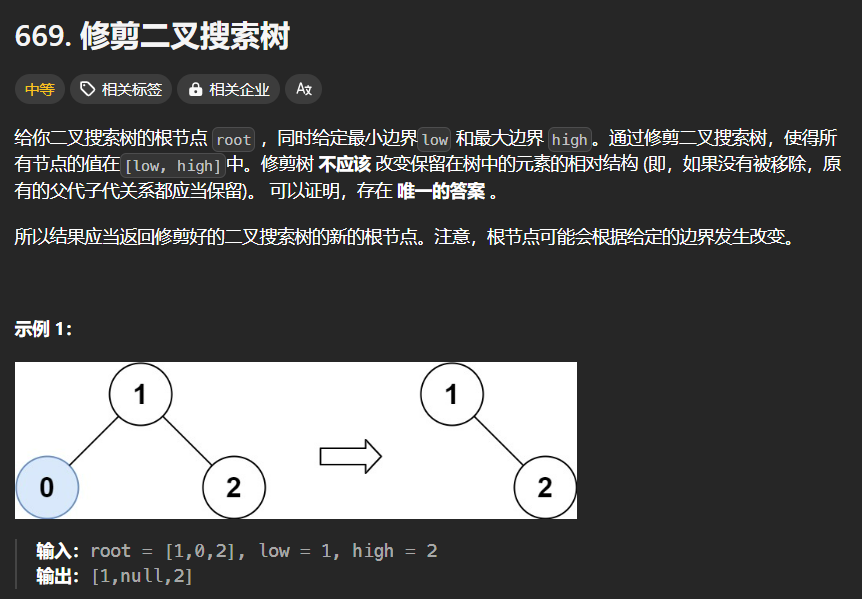 669. 修剪二叉搜索树
中等 相关标签 相关企业 Ax
给你二叉搜索树的根节点 root ，同时给定最小边界low 和最大边界 high。通过修剪二叉搜索树，使得所
有节点的值在[low, high]中。修剪树 不应该 改变保留在树中的元素的相对结构 (即，如果没有被移除，原
有的父代子代关系都应当保留)。 可以证明，存在 唯一的答案 。
所以结果应当返回修剪好的二叉搜索树的新的根节点。注意，根节点可能会根据给定的边界发生改变。
示例 1：
1 1
0 2 2
输入：root = [1,0,2], low = 1, high = 2
输出：[1,null,2]